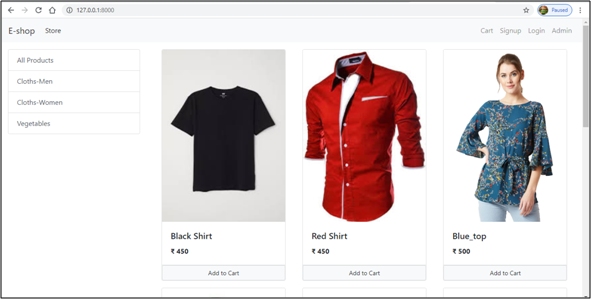 127.0.0.1:8000
Paused
E-shop Store Cart Signup Login Admin
All Products
Cloths-Men
Cloths-Women
Vegetables
Black Shirt Red Shirt Blue_top
₹ 450 ₹ 450 ₹ 500
Add to Cart Add to Cart Add to Cart